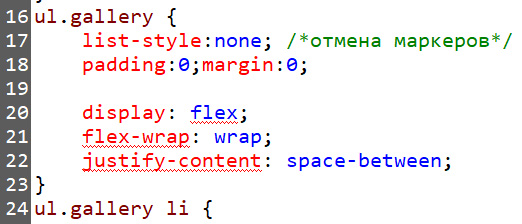 16 ul.gallery {
17 list-style:none; /*отмена маркеров*/
18 padding:0;margin:0;
19
20 display: flex;
21 flex-wrap: wrap;
22 justify-content: space-between;
23 }
24 ul.gallery li {